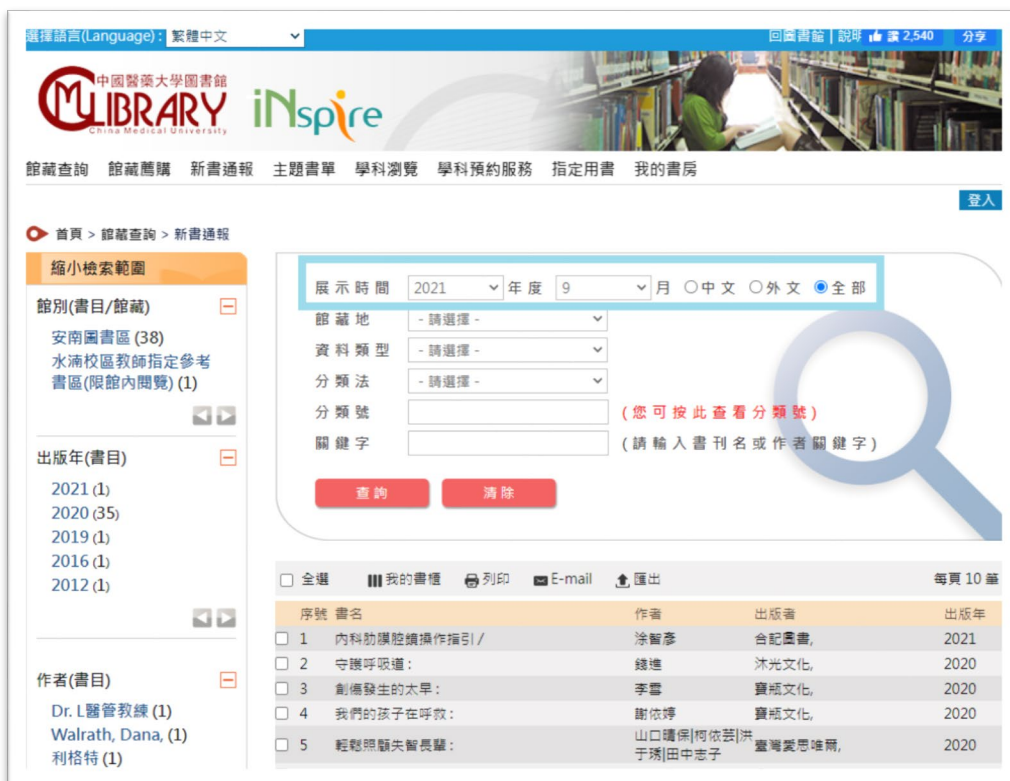 選擇語言(Language)：繁體中文
回圖書館 | 說明 讚 2,540 分享
中國醫藥大學圖書館
CMLIBRARY
China Medical University
iNspire
館藏查詢 館藏薦購 新書通報 主題書單 學科瀏覽 學科預約服務 指定用書 我的書房
登入
首頁 > 館藏查詢 > 新書通報
縮小檢索範圍
館別(書目/館藏)
安南圖書區 (38)
水湳校區教師指定參考
書區(限館內閱覽) (1)
出版年(書目)
2021 (1)
2020 (35)
2019 (1)
2016 (1)
2012 (1)
作者(書目)
Dr. L醫管教練 (1)
Walrath, Dana, (1)
利格特 (1)
展示時間 2021 年度 9 月 中文 外文 全部
館藏地 - 請選擇 -
資料類型 - 請選擇 -
分類法 - 請選擇 -
分類號 (您可按此查看分類號)
關鍵字 (請輸入書刊名或作者關鍵字)
查詢 清除
全選 我的書櫃 列印 E-mail 匯出 每頁 10 筆
序號 書名 作者 出版者 出版年
1 內科肋膜腔鏡操作指引/ 涂智彥 合記圖書, 2021
2 守護呼吸道： 錢進 沐光文化, 2020
3 創傷發生的太早： 李雪 寶瓶文化, 2020
4 我們的孩子在呼救： 謝依婷 寶瓶文化, 2020
5 輕鬆照顧失智長輩： 山口晴保|柯依芸|洪于琇|田中志子 臺灣愛思唯爾, 2020